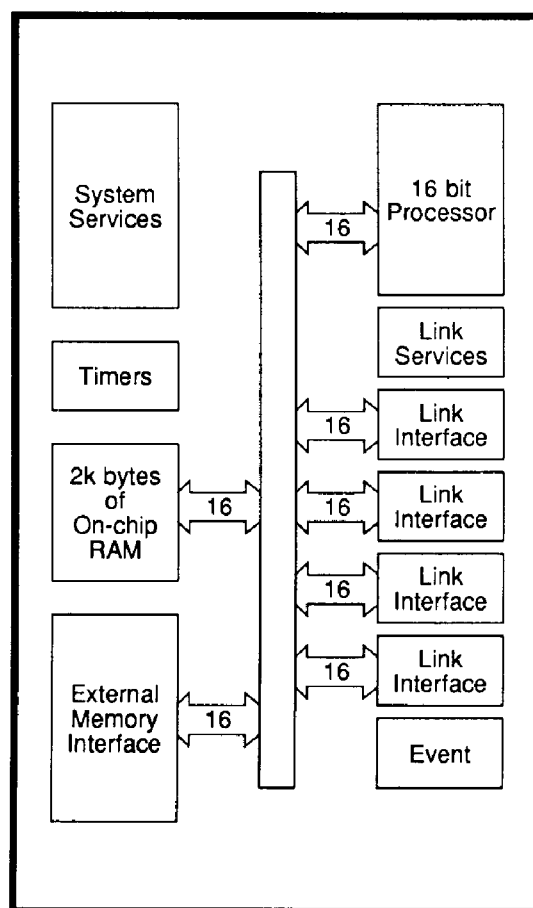 System
Services
Timers
2k bytes
of
On-chip
RAM
16
External
Memory
Interface
16
16 bit
Processor
16
Link
Services
Link
Interface
16
Link
Interface
16
Link
Interface
16
Link
Interface
16
Event